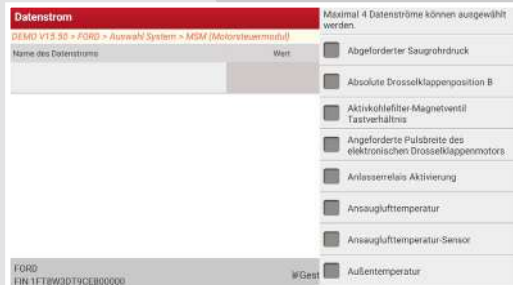 Datenstrom
DEMO V15.50 > FORD > Auswahl System > MSM (Motorsteuermodul)
Name des Datenstroms
Wert
FORD
FIN 1FT8W3DT9CEB00000
Gest
Maximal 4 Datenströme können ausgewählt
werden.
Abgeforderter Saugrohrdruck
Absolute Drosselklappenposition B
Aktivkohlefilter-Magnetventil
Tastverhältnis
Angeforderte Pulsbreite des
elektronischen Drosselklappenmotors
Anlasserrelais Aktivierung
Ansauglufttemperatur
Ansauglufttemperatur-Sensor
Außentemperatur